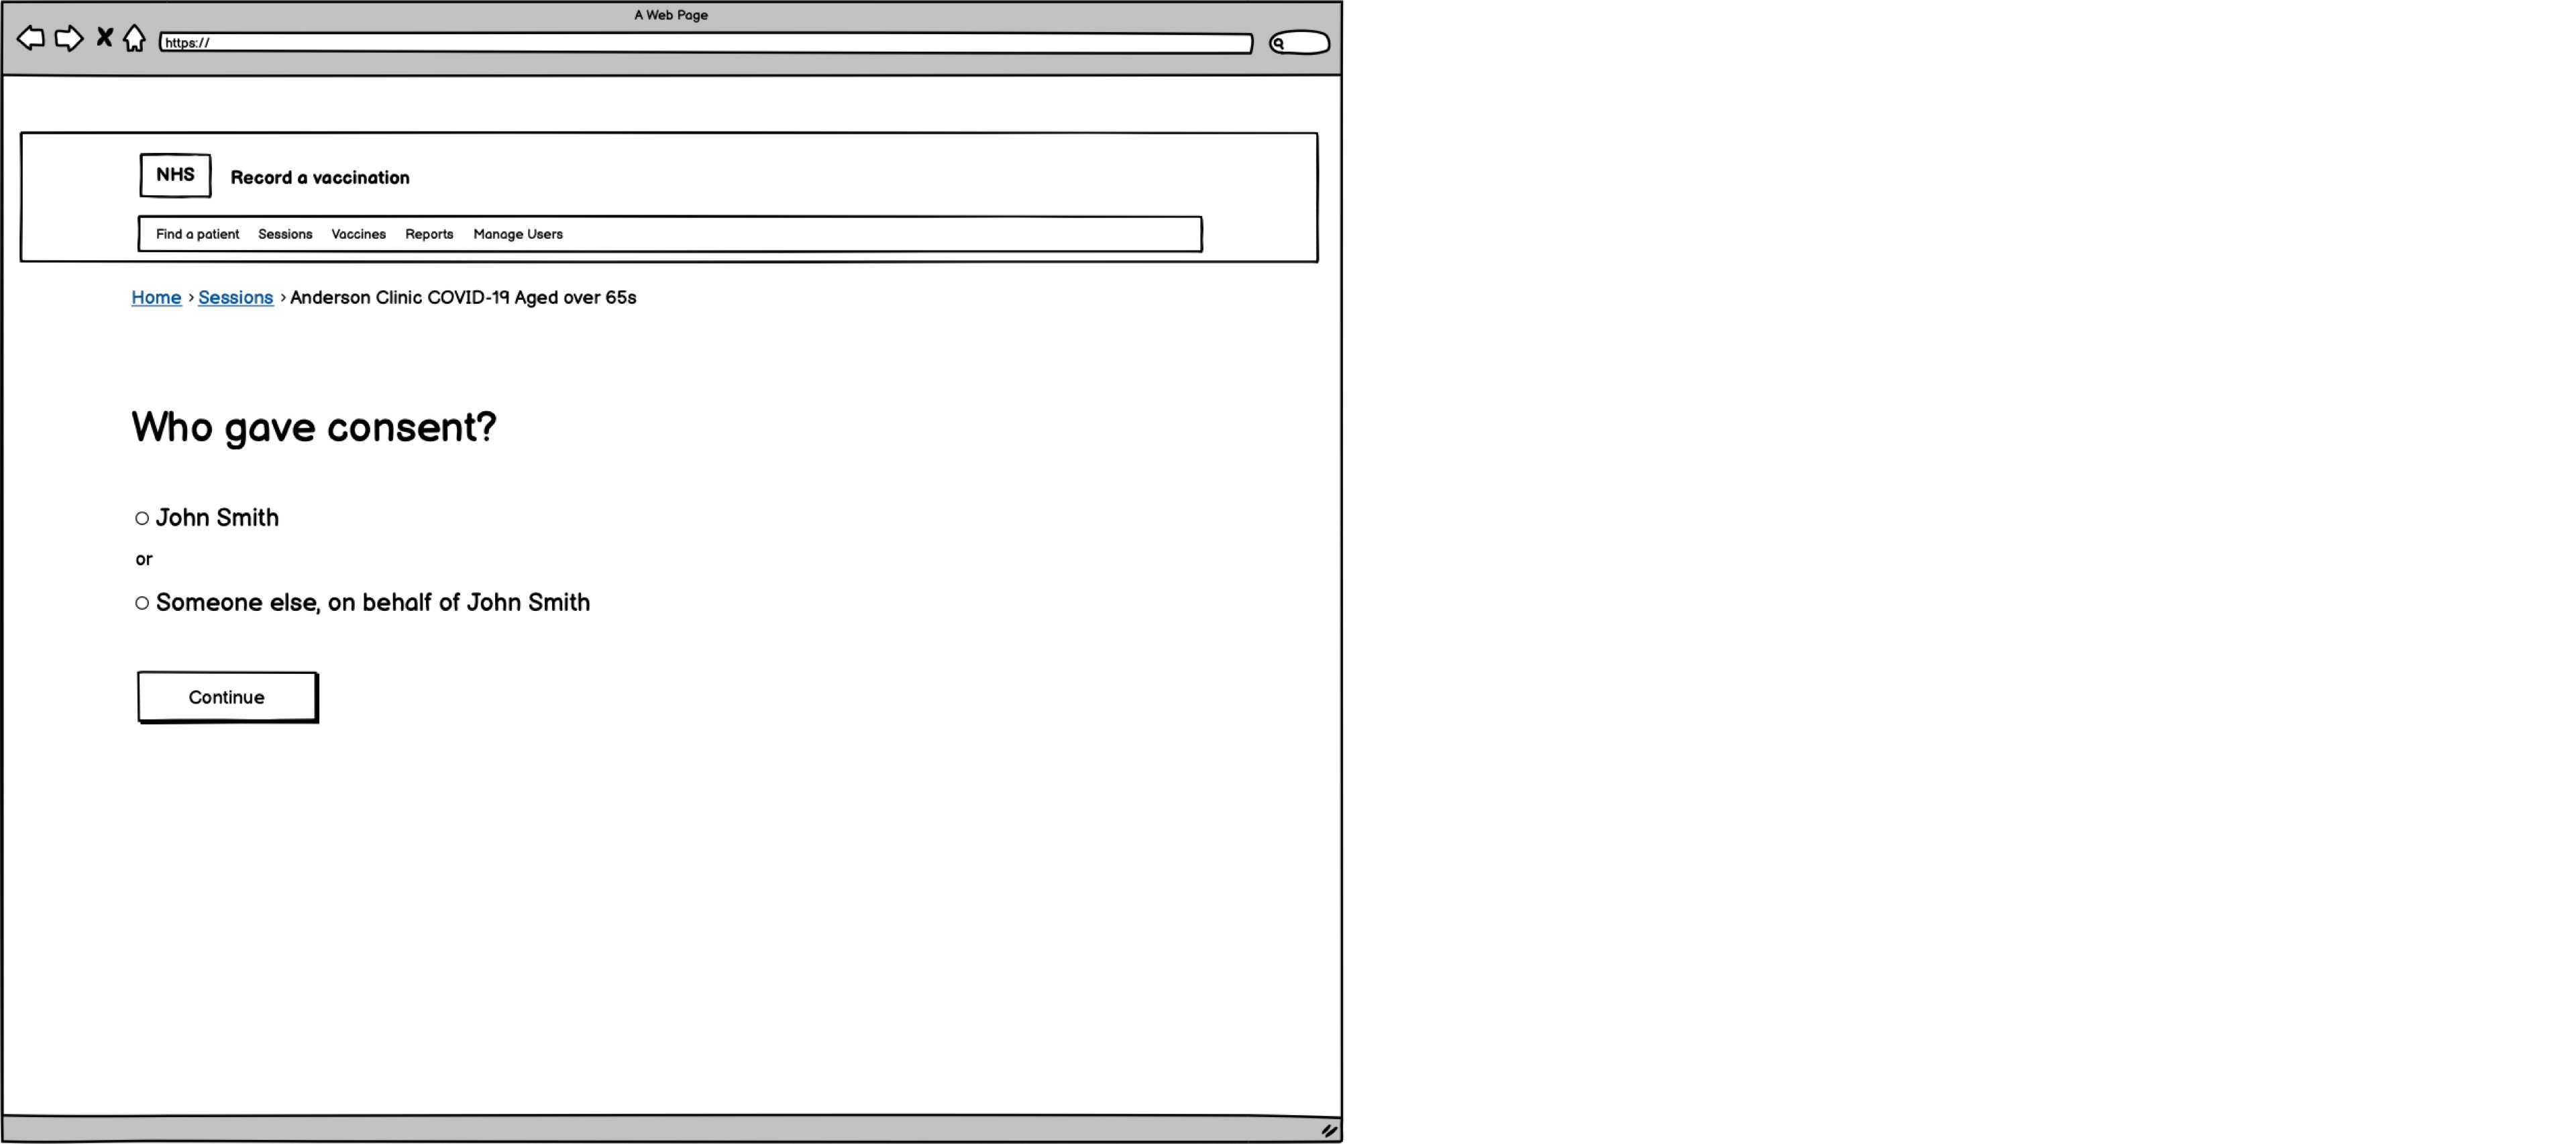 A Web Page
https://
NHS
Record a vaccination
Find a patient Sessions Vaccines Reports Manage Users
Home › Sessions › Anderson Clinic COVID-19 Aged over 65s
Who gave consent?
John Smith
or
Someone else, on behalf of John Smith
Continue